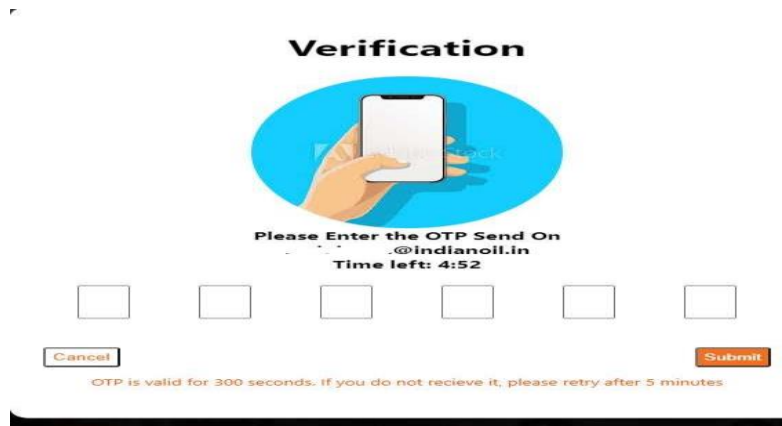 Verification
Stock
Please Enter the OTP Send On
@indianoil.in
Time left: 4:52
Cancel
Submit
OTP is valid for 300 seconds. If you do not recieve it, please retry after 5 minutes